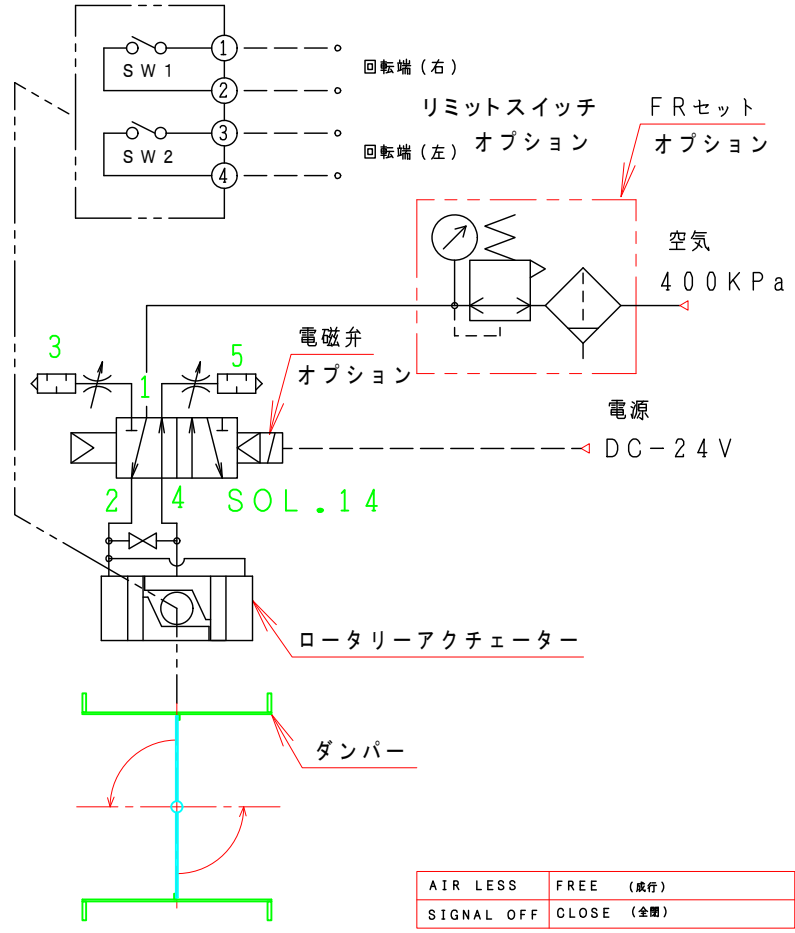 1
SW1
2
回転端(右)
3
SW2
4
回転端(左)
リミットスイッチ
オプション
FRセット
オプション
空気
400KPa
電磁弁
オプション
3
1
5
電源
DC-24V
2
4
SOL.14
ロータリーアクチェーター
ダンパー
AIR LESS
FREE (成行)
SIGNAL OFF
CLOSE (全閉)